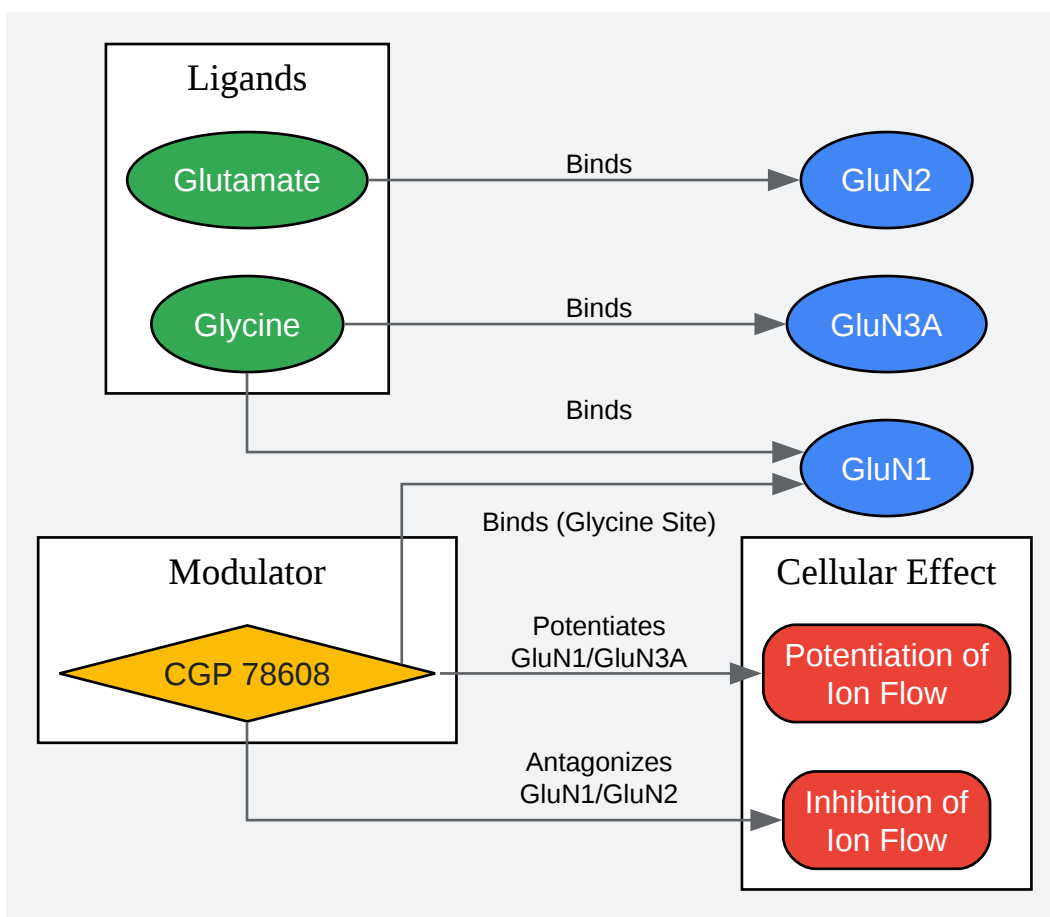 Ligands
Glutamate
Binds
GluN2
Glycine
Binds
GluN3A
Binds
GluN1
Binds (Glycine Site)
Modulator
CGP 78608
Cellular Effect
Potentiates
GluN1/GluN3A
Potentiation of
Ion Flow
Antagonizes
GluN1/GluN2
Inhibition of
Ion Flow